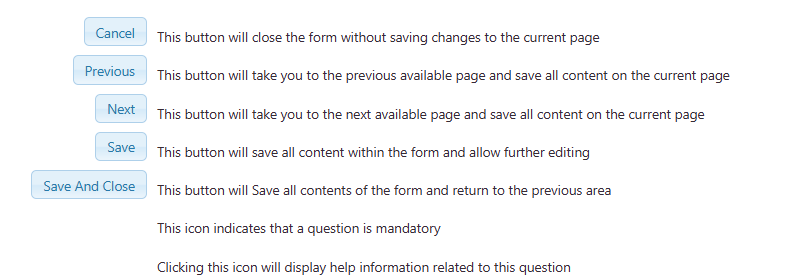 Cancel This button will close the form without saving changes to the current page
Previous This button will take you to the previous available page and save all content on the current page
Next This button will take you to the next available page and save all content on the current page
Save This button will save all content within the form and allow further editing
Save And Close This button will Save all contents of the form and return to the previous area
This icon indicates that a question is mandatory
Clicking this icon will display help information related to this question